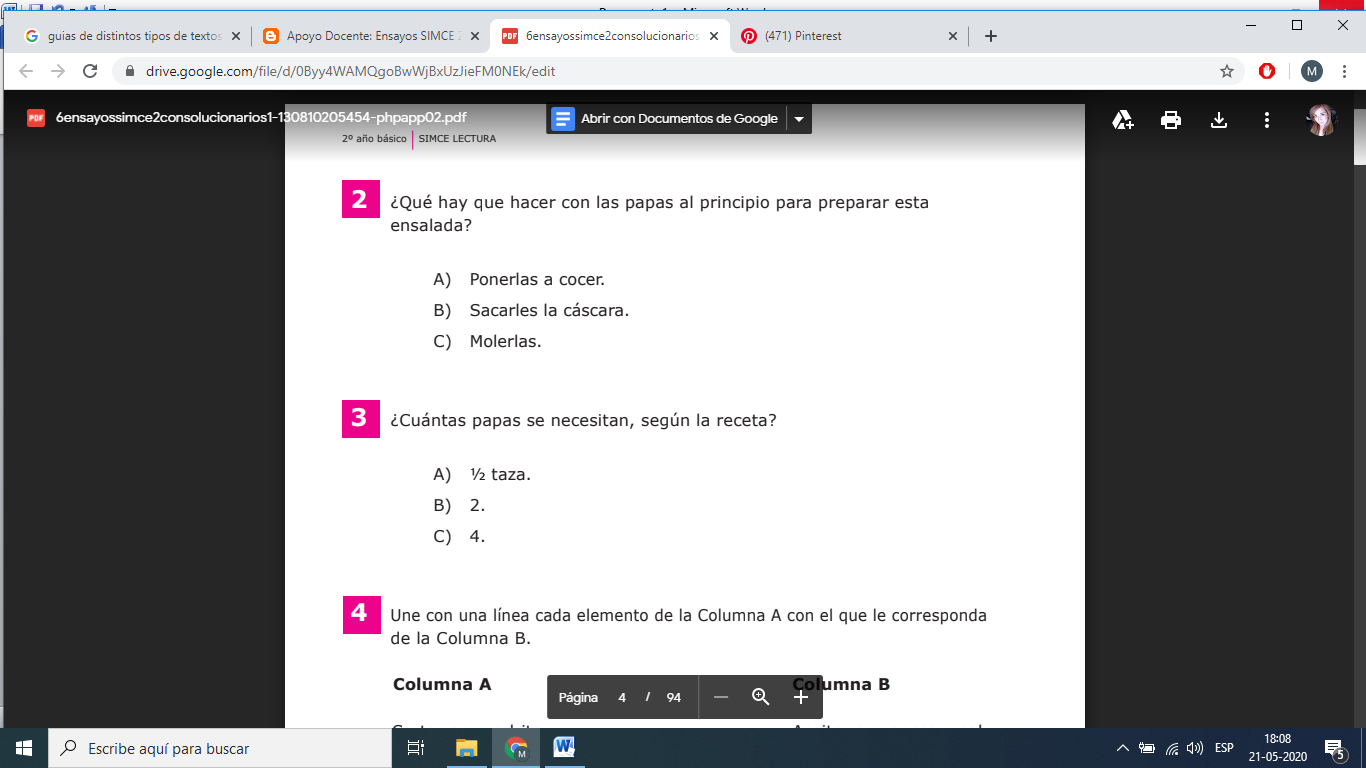 guias de distintos tipos de textos
Apoyo Docente: Ensayos SIMCE 2
6ensayossimce2consolucionarios
(471) Pinterest
drive.google.com/file/d/0Byy4WAMQgoBwWjBxUzJieFM0NEk/edit
M
PDF
6ensayossimce2consolucionarios1-130810205454-phpapp02.pdf
Abrir con Documentos de Google
2º año básico SIMCE LECTURA
2 ¿Qué hay que hacer con las papas al principio para preparar esta
ensalada?
A) Ponerlas a cocer.
B) Sacarles la cáscara.
C) Molerlas.
3 ¿Cuántas papas se necesitan, según la receta?
A) ½ taza.
B) 2.
C) 4.
4 Une con una línea cada elemento de la Columna A con el que le corresponda
de la Columna B.
Columna A Columna B
Página 4 / 94
Escribe aquí para buscar
ESP
18:08
21-05-2020
5